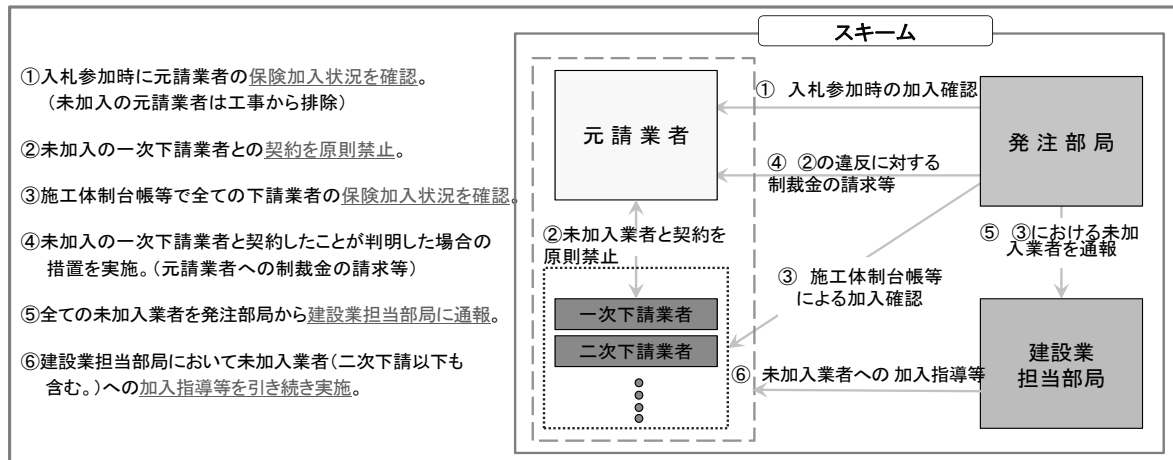 スキーム
①入札参加時に元請業者の保険加入状況を確認。
（未加入の元請業者は工事から排除）
②未加入の一次下請業者との契約を原則禁止。
③施工体制台帳等で全ての下請業者の保険加入状況を確認。
④未加入の一次下請業者と契約したことが判明した場合の
措置を実施。（元請業者への制裁金の請求等）
⑤全ての未加入業者を発注部局から建設業担当部局に通報。
⑥建設業担当部局において未加入業者（二次下請以下も
含む。）への加入指導等を引き続き実施。
元請業者
① 入札参加時の加入確認
発注部局
④ ②の違反に対する
制裁金の請求等
②未加入業者と契約を
原則禁止
⑤ ③における未加
入業者を通報
③ 施工体制台帳等
による加入確認
一次下請業者
二次下請業者
⑥ 未加入業者への 加入指導等
建設業
担当部局